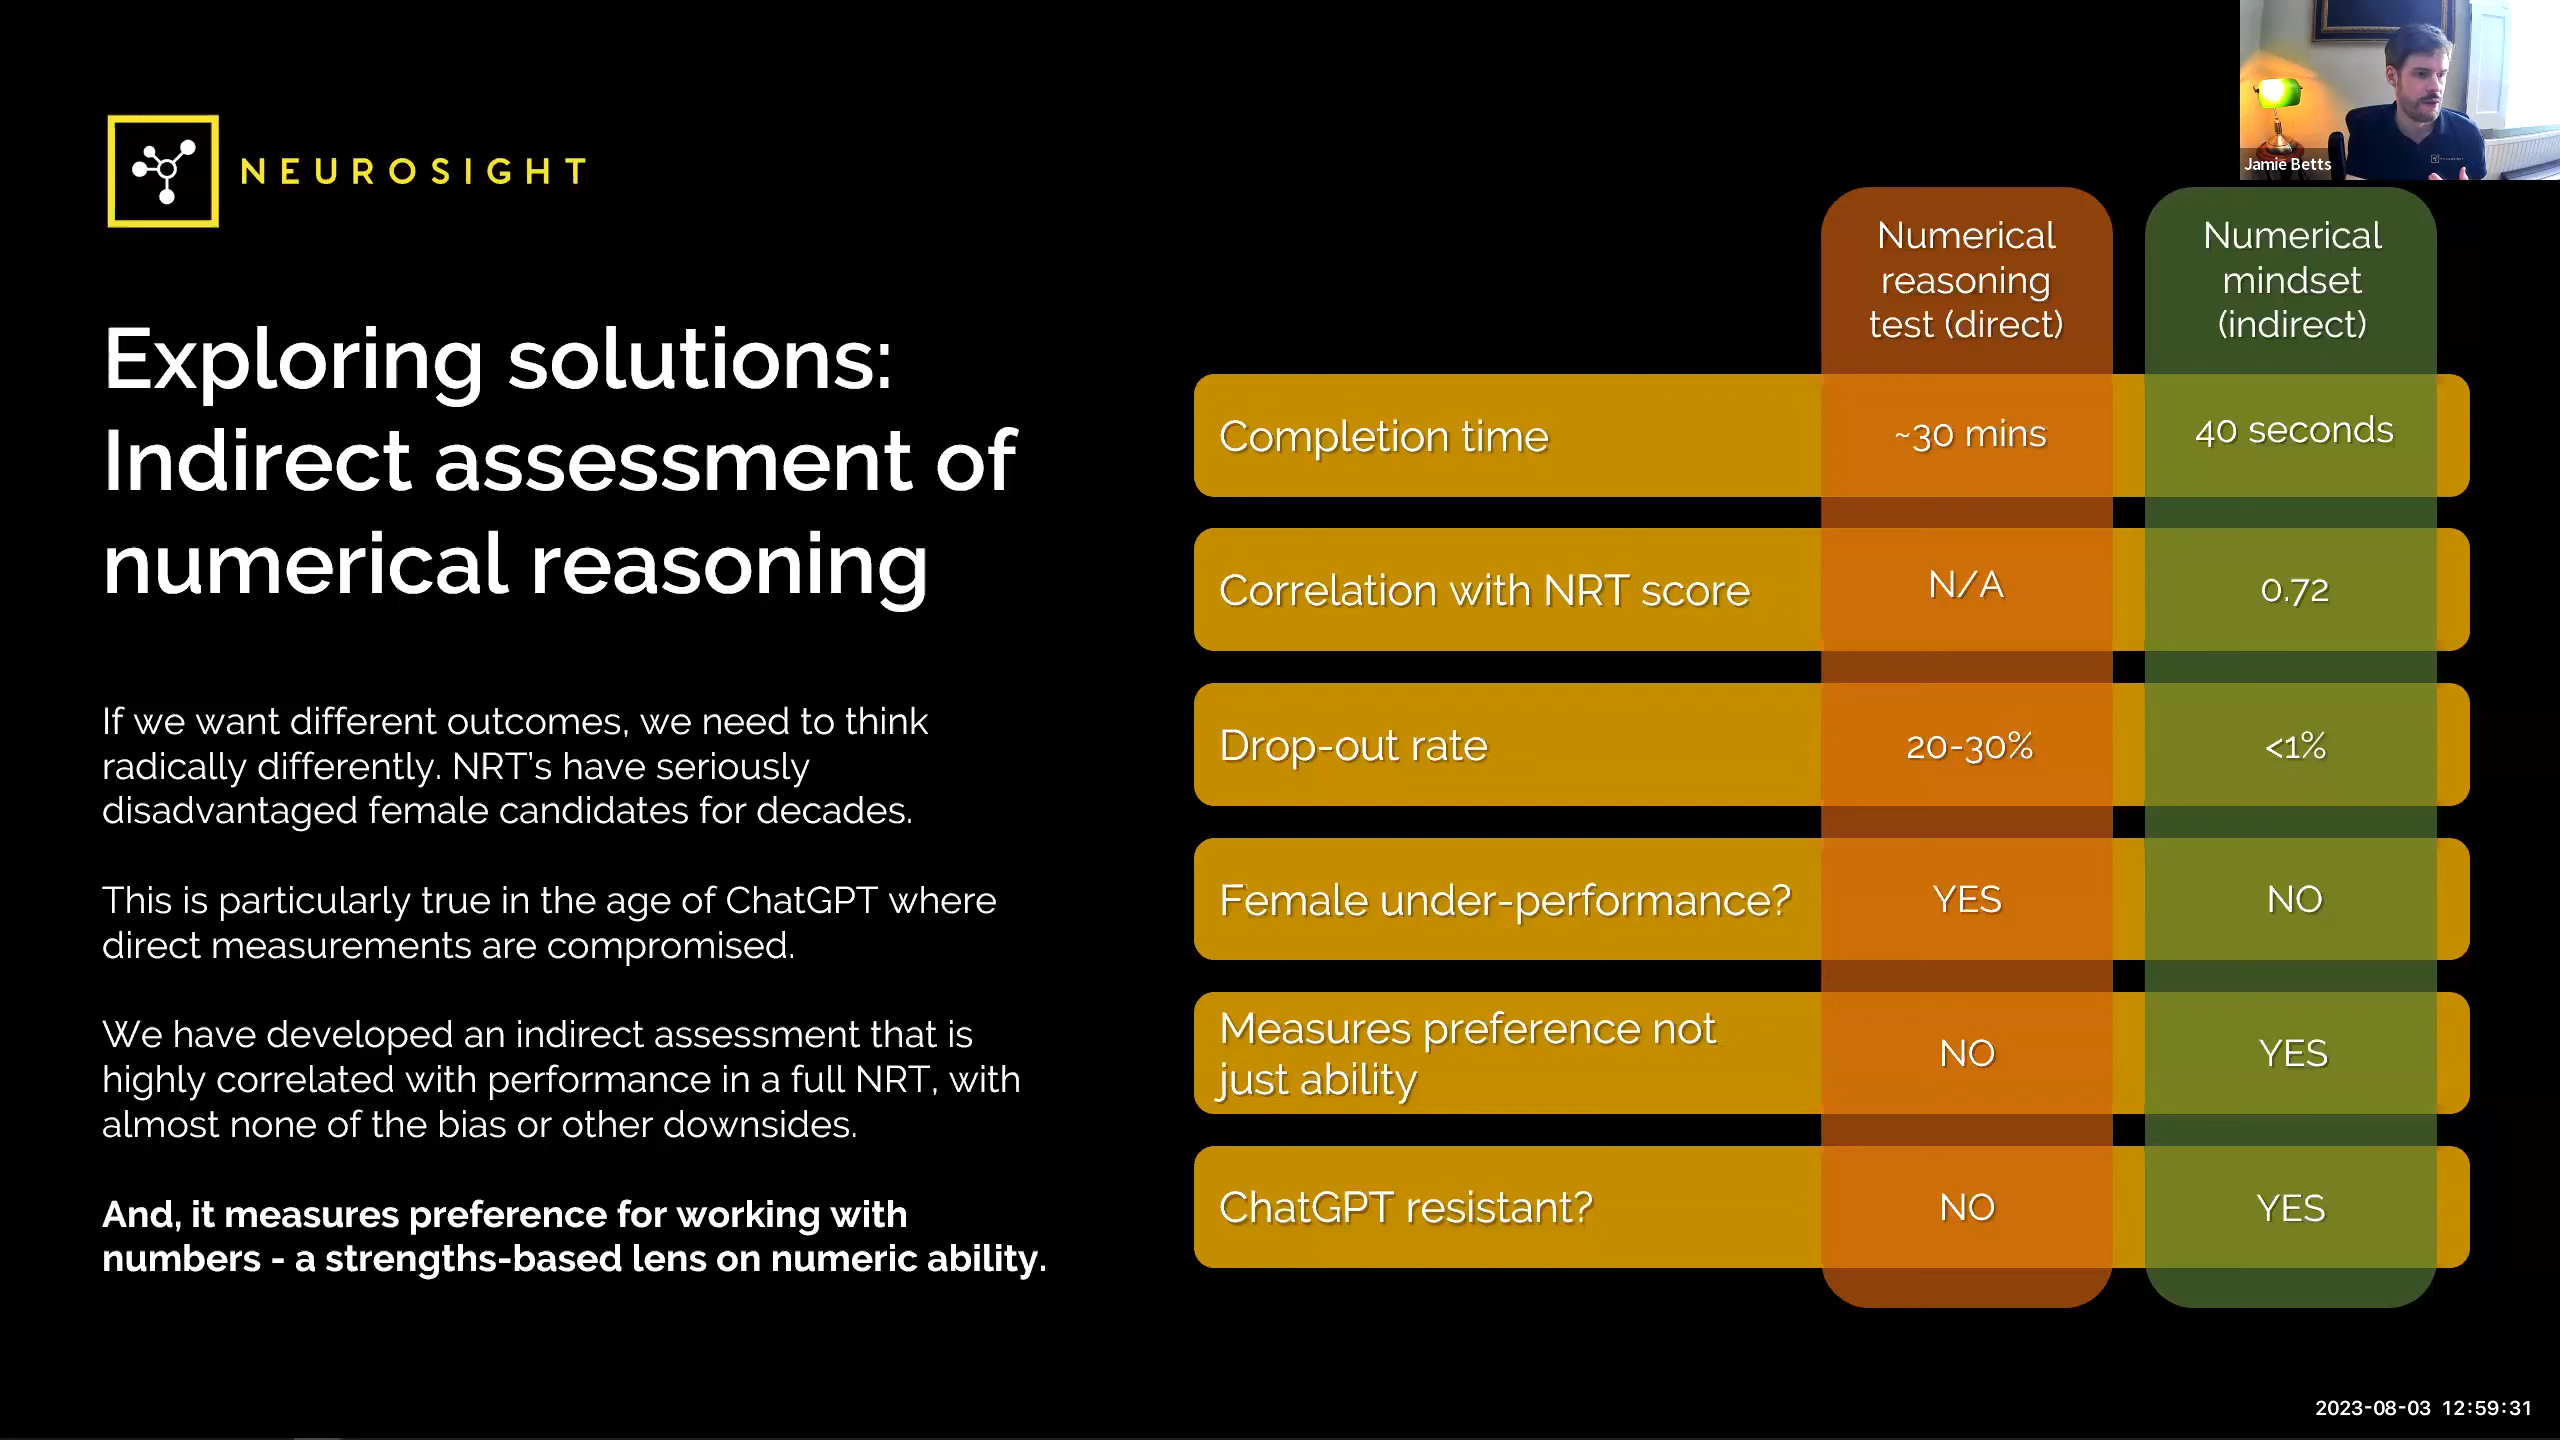 NEUROSIGHT
Jamie Betts
Exploring solutions:
Indirect assessment of
numerical reasoning
If we want different outcomes, we need to think
radically differently. NRT's have seriously
disadvantaged female candidates for decades.
This is particularly true in the age of ChatGPT where
direct measurements are compromised.
We have developed an indirect assessment that is
highly correlated with performance in a full NRT, with
almost none of the bias or other downsides.
And, it measures preference for working with
numbers - a strengths-based lens on numeric ability.
Numerical
reasoning
test (direct)
Numerical
mindset
(indirect)
Completion time
~30 mins
40 seconds
Correlation with NRT score
N/A
0.72
Drop-out rate
20-30%
<1%
Female under-performance?
YES
NO
Measures preference not
just ability
NO
YES
ChatGPT resistant?
NO
YES
2023-08-03 12:59:31